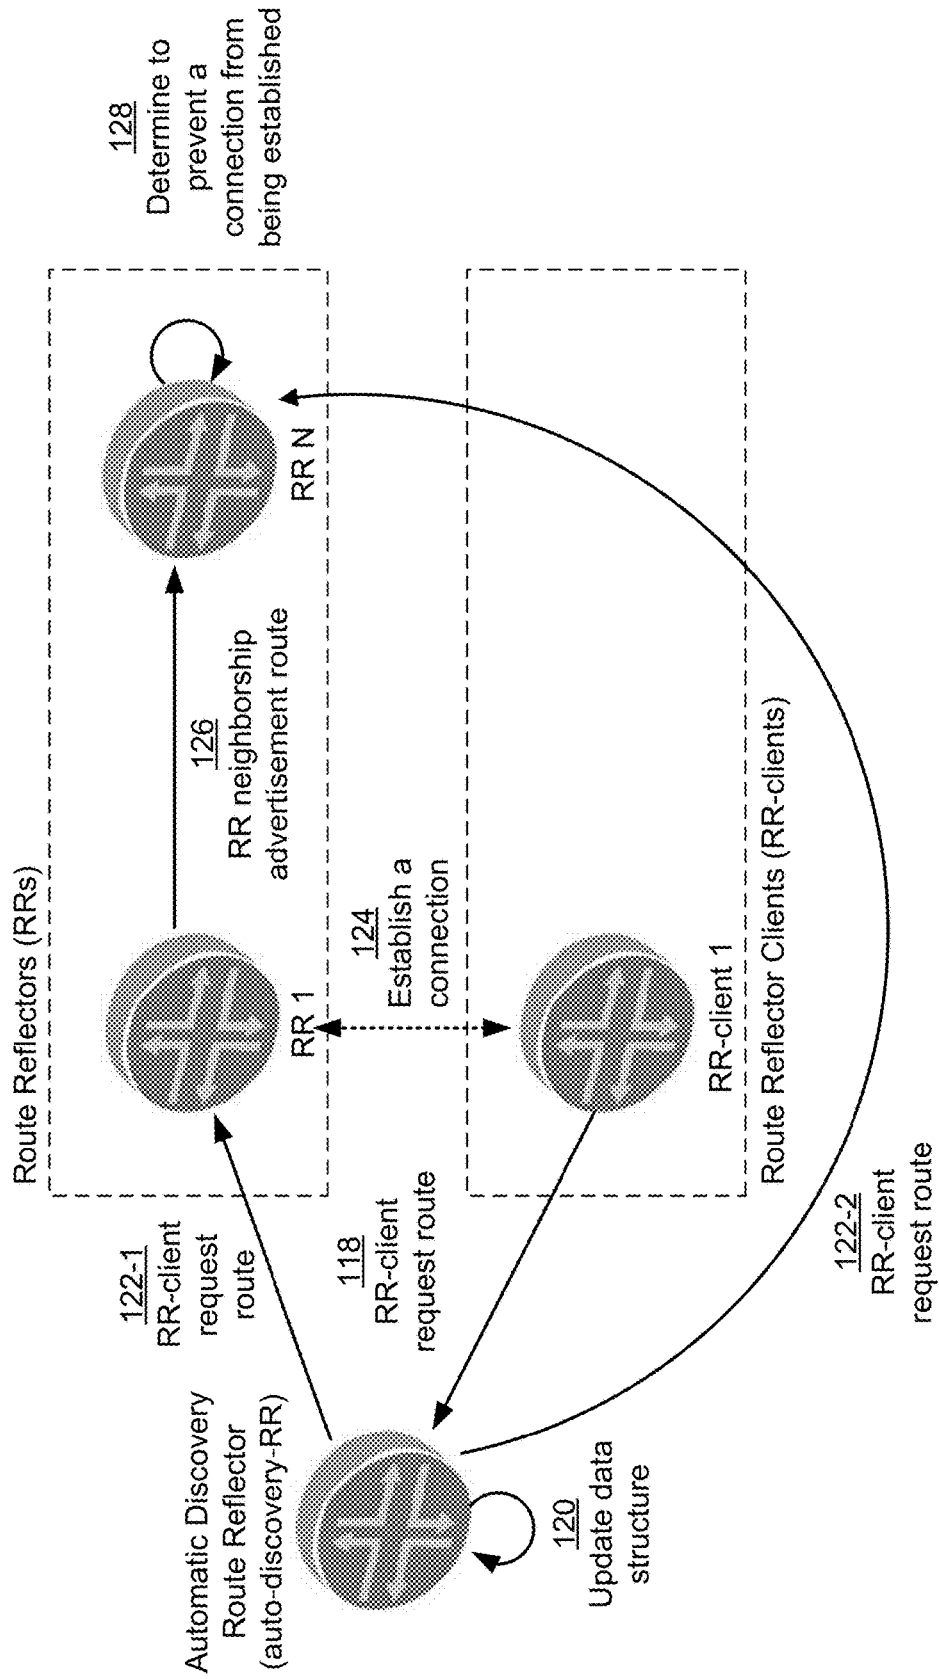 Route Reflectors (RRs)
128
Determine to
prevent a
connection from
being established
Automatic Discovery
Route Reflector
(auto-discovery-RR)
122-1
RR-client
request
route
RR 1
126
RR neighborship
advertisement route
RR N
118
RR-client
request route
124
Establish a
connection
120
Update data
structure
RR-client 1
Route Reflector Clients (RR-clients)
122-2
RR-client
request route